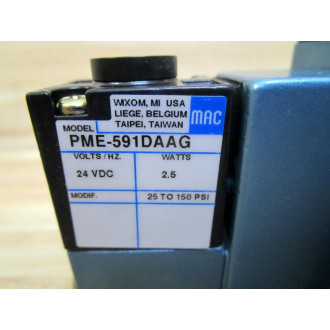 WIXOM, MI USA
LIEGE, BELGIUM
TAIPEI, TAIWAN
MAC
MODEL
PME-591DAAG
VOLTS/HZ. WATTS
24 VDC 2.5
MODIF. 25 TO 150 PSI